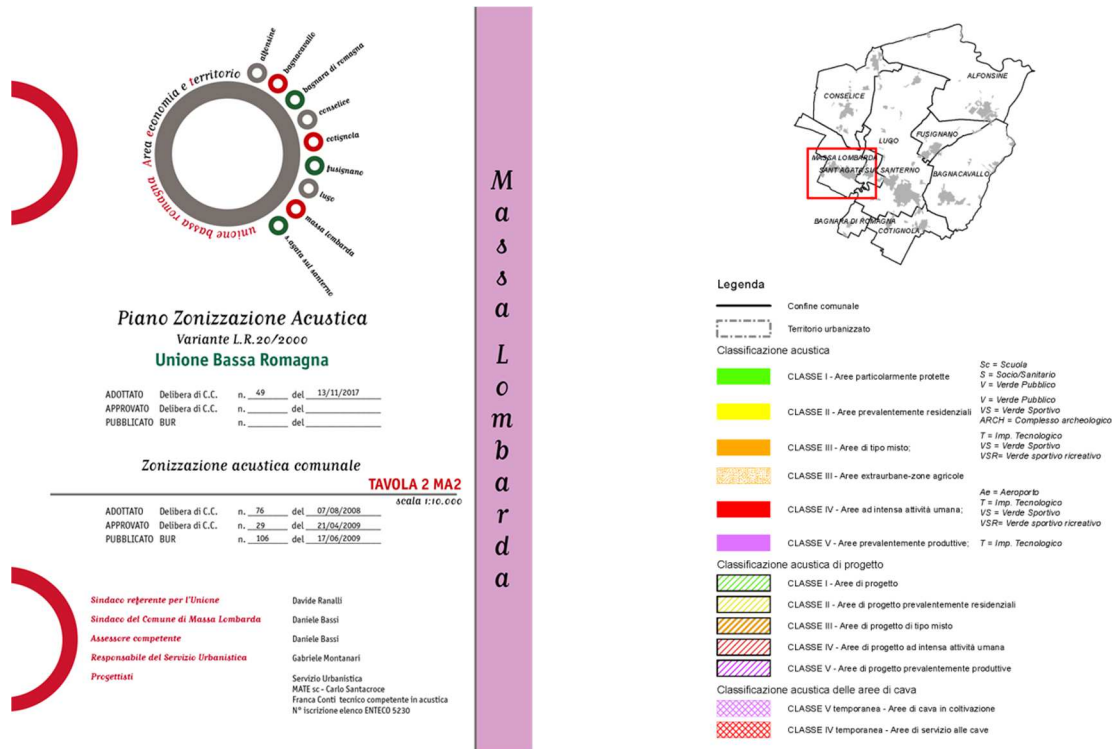 unione bassa romagna Area economia e territorio
alfonsine
bagnacavallo
bagnara di romagna
conselice
cotignola
fusignano
lugo
massa lombarda
s.agata sul santerno
Piano Zonizzazione Acustica
Variante L.R.20/2000
Unione Bassa Romagna
ADOTTATO Delibera di C.C. n. 49 del 13/11/2017
APPROVATO Delibera di C.C. n. del
PUBBLICATO BUR n. del
Zonizzazione acustica comunale
TAVOLA 2 MA2
scala 1:10.000
ADOTTATO Delibera di C.C. n. 76 del 07/08/2008
APPROVATO Delibera di C.C. n. 29 del 21/04/2009
PUBBLICATO BUR n. 106 del 17/06/2009
Sindaco referente per l'Unione Davide Ranalli
Sindaco del Comune di Massa Lombarda Daniele Bassi
Assessore competente Daniele Bassi
Responsabile del Servizio Urbanistica Gabriele Montanari
Progettisti Servizio Urbanistica
MATE sc - Carlo Santacroce
Franca Conti tecnico competente in acustica
N° iscrizione elenco ENTECO 5230
Massa Lombarda
ALFONSINE
CONSELICE
LUGO
FUSIGNANO
MASSA LOMBARDA
SANT'AGATA SUL SANTERNO
BAGNACAVALLO
BAGNARA DI ROMAGNA
COTIGNOLA
Legenda
Confine comunale
Territorio urbanizzato
Classificazione acustica
CLASSE I - Aree particolarmente protette
Sc = Scuola
S = Socio/Sanitario
V = Verde Pubblico
CLASSE II - Aree prevalentemente residenziali
V = Verde Pubblico
VS = Verde Sportivo
ARCH = Complesso archeologico
CLASSE III - Aree di tipo misto;
T = Imp. Tecnologico
VS = Verde Sportivo
VSR= Verde sportivo ricreativo
CLASSE III - Aree extraurbane-zone agricole
CLASSE IV - Aree ad intensa attività umana;
Ae = Aeroporto
T = Imp. Tecnologico
VS = Verde Sportivo
VSR= Verde sportivo ricreativo
CLASSE V - Aree prevalentemente produttive; T = Imp. Tecnologico
Classificazione acustica di progetto
CLASSE I - Aree di progetto
CLASSE II - Aree di progetto prevalentemente residenziali
CLASSE III - Aree di progetto di tipo misto
CLASSE IV - Aree di progetto ad intensa attività umana
CLASSE V - Aree di progetto prevalentemente produttive
Classificazione acustica delle aree di cava
CLASSE V temporanea - Aree di cava in coltivazione
CLASSE IV temporanea - Aree di servizio alle cave